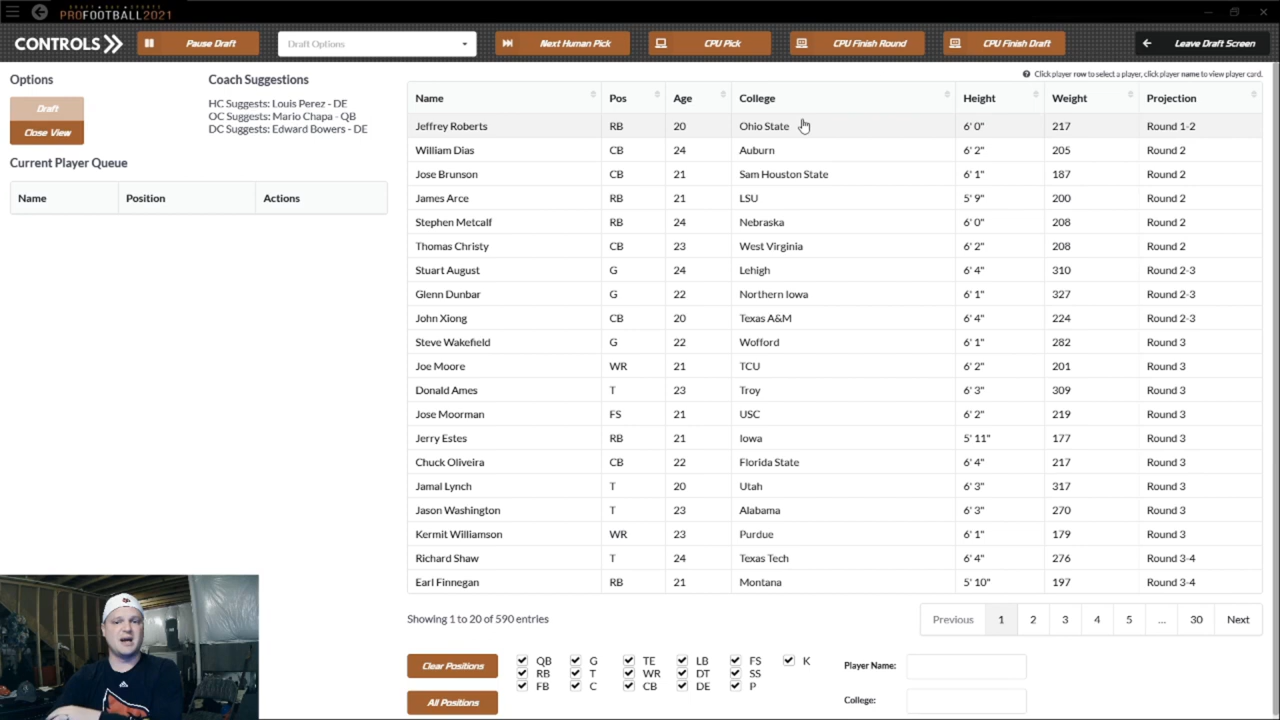 DRAFT DAY SPORTS
PROFOOTBALL2021
CONTROLS
Pause Draft
Draft Options
Next Human Pick
CPU Pick
CPU Finish Round
CPU Finish Draft
Leave Draft Screen
Click player row to select a player, click player name to view player card.
Options
Draft
Close View
Coach Suggestions
HC Suggests: Louis Perez - DE
OC Suggests: Mario Chapa - QB
DC Suggests: Edward Bowers - DE
Current Player Queue
Name Position Actions
Name Pos Age College Height Weight Projection
Jeffrey Roberts RB 20 Ohio State 6' 0" 217 Round 1-2
William Dias CB 24 Auburn 6' 2" 205 Round 2
Jose Brunson CB 21 Sam Houston State 6' 1" 187 Round 2
James Arce RB 21 LSU 5' 9" 200 Round 2
Stephen Metcalf RB 24 Nebraska 6' 0" 208 Round 2
Thomas Christy CB 23 West Virginia 6' 2" 208 Round 2
Stuart August G 24 Lehigh 6' 4" 310 Round 2-3
Glenn Dunbar G 22 Northern Iowa 6' 1" 327 Round 2-3
John Xiong CB 20 Texas A&M 6' 4" 224 Round 2-3
Steve Wakefield G 22 Wofford 6' 1" 282 Round 3
Joe Moore WR 21 TCU 6' 2" 201 Round 3
Donald Ames T 23 Troy 6' 3" 309 Round 3
Jose Moorman FS 21 USC 6' 2" 219 Round 3
Jerry Estes RB 21 Iowa 5' 11" 177 Round 3
Chuck Oliveira CB 22 Florida State 6' 4" 217 Round 3
Jamal Lynch T 20 Utah 6' 3" 317 Round 3
Jason Washington T 23 Alabama 6' 3" 270 Round 3
Kermit Williamson WR 23 Purdue 6' 1" 179 Round 3
Richard Shaw T 24 Texas Tech 6' 4" 276 Round 3-4
Earl Finnegan RB 21 Montana 5' 10" 197 Round 3-4
Showing 1 to 20 of 590 entries
Previous 1 2 3 4 5 ... 30 Next
Clear Positions
All Positions
QB G TE LB FS K
RB T WR DT SS
FB C CB DE P
Player Name:
College: